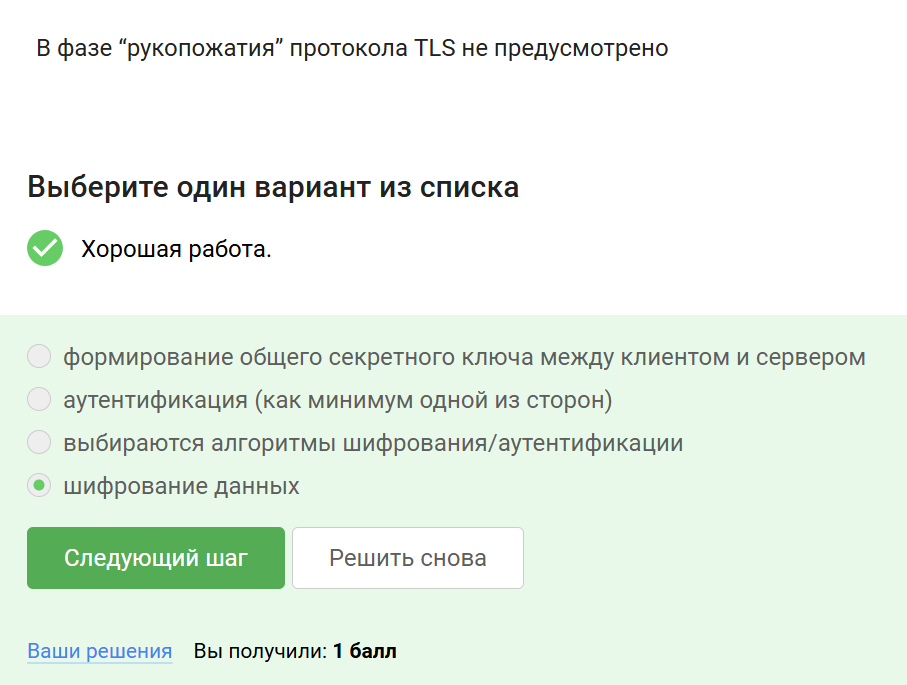 В фазе “рукопожатия” протокола TLS не предусмотрено
Выберите один вариант из списка
Хорошая работа.
формирование общего секретного ключа между клиентом и сервером
аутентификация (как минимум одной из сторон)
выбираются алгоритмы шифрования/аутентификации
шифрование данных
Следующий шаг Решить снова
Ваши решения Вы получили: 1 балл